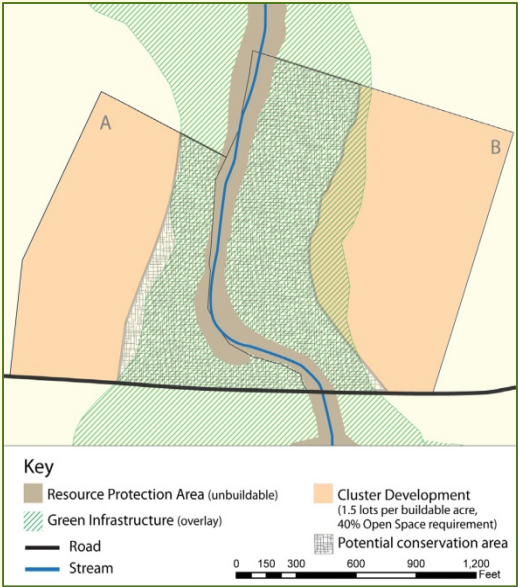 A
B
Key
Resource Protection Area (unbuildable)
Green Infrastructure (overlay)
Road
Stream
Cluster Development
(1.5 lots per buildable acre,
40% Open Space requirement)
Potential conservation area
0 150 300 600 900 1,200
Feet